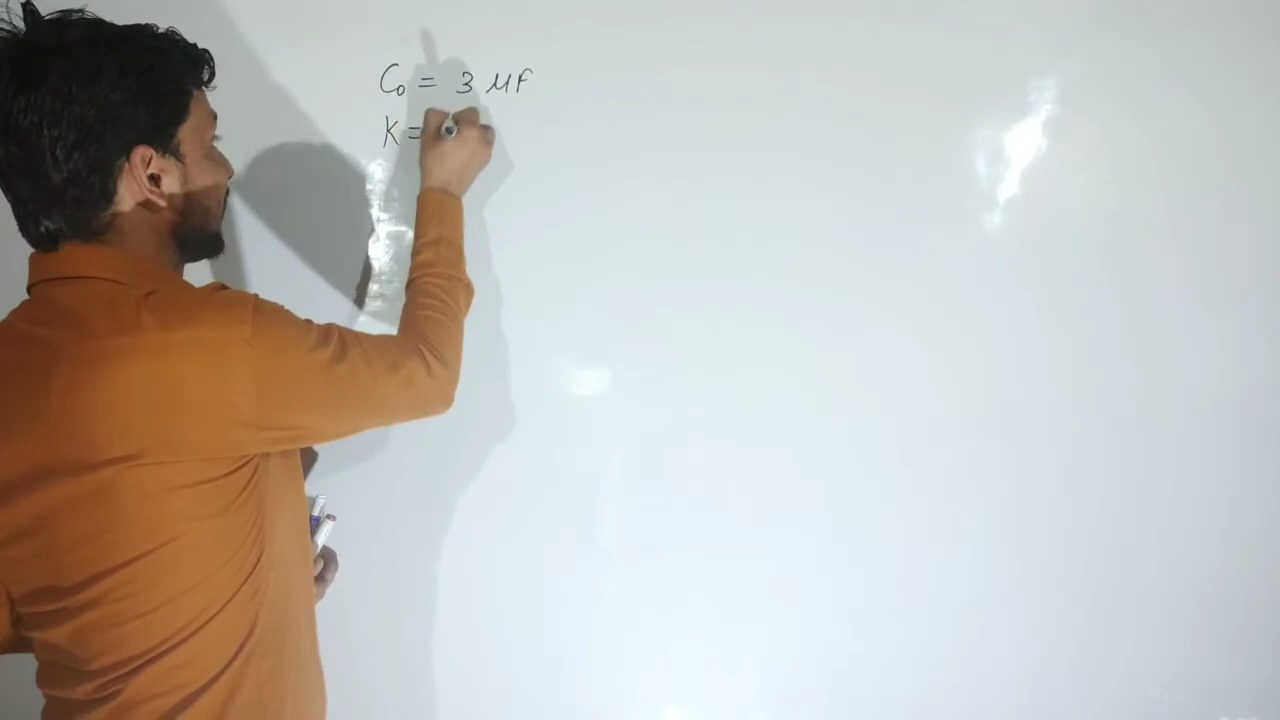 C₀ = 3 μF
K =